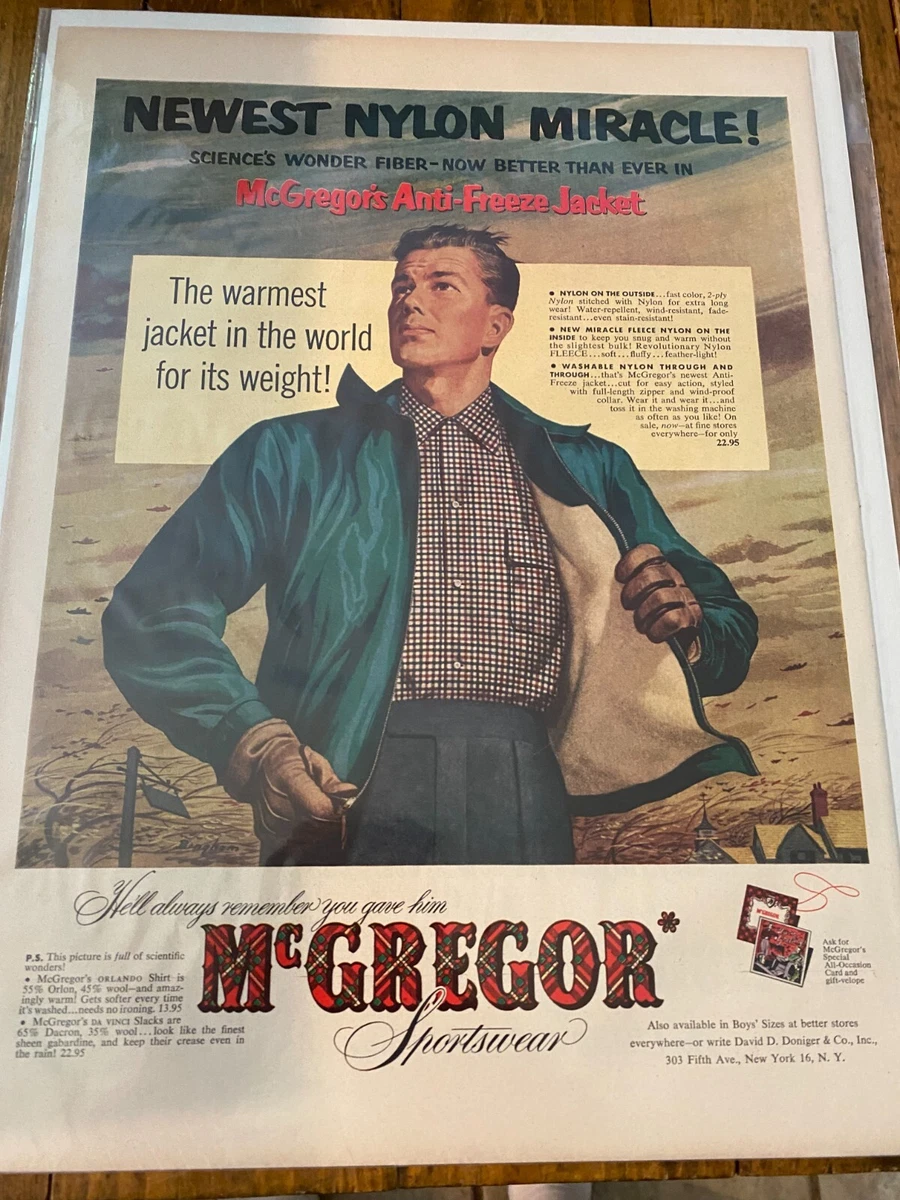 NEWEST NYLON MIRACLE!
SCIENCE'S WONDER FIBER-NOW BETTER THAN EVER IN
McGregor's Anti-Freeze Jacket
The warmest
jacket in the world
for its weight!
• NYLON ON THE OUTSIDE...fast color, 2-ply
Nylon stitched with Nylon for extra long
wear! Water-repellent, wind-resistant, fade-
resistant...even stain-resistant!
• NEW MIRACLE FLEECE NYLON ON THE
INSIDE to keep you snug and warm without
the slightest bulk! Revolutionary Nylon
FLEECE...soft...fluffy...feather-light!
• WASHABLE NYLON THROUGH AND
THROUGH...that's McGregor's newest Anti-
Freeze jacket...cut for easy action, styled
with full-length zipper and wind-proof
collar. Wear it and wear it...and
toss it in the washing machine
as often as you like! On
sale, now—at fine stores
everywhere—for only
22.95
Bingham
He'll always remember you gave him
McGREGOR*
Sportswear
P.S. This picture is full of scientific
wonders!
• McGregor's ORLANDO Shirt is
55% Orlon, 45% wool—and amaz-
ingly warm! Gets softer every time
it's washed...needs no ironing. 13.95
• McGregor's DA VINCI Slacks are
65% Dacron, 35% wool...look like the finest
sheen gabardine, and keep their crease even in
the rain! 22.95
McGREGOR
Ask for
McGregor's
Special
All-Occasion
Card and
gift-velope
Also available in Boys' Sizes at better stores
everywhere—or write David D. Doniger & Co., Inc.,
303 Fifth Ave., New York 16, N. Y.